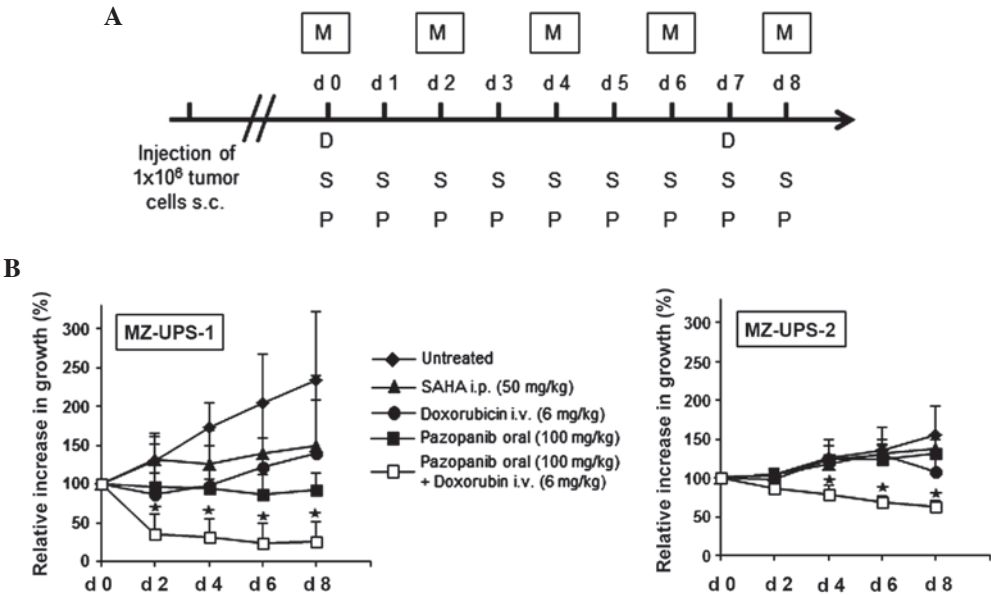 A
M M M M M
d 0 d 1 d 2 d 3 d 4 d 5 d 6 d 7 d 8
Injection of
1x10⁶ tumor
cells s.c.
D D
S S S S S S S S S
P P P P P P P P P
B
Relative increase in growth (%)
300
250
200
150
100
50
0
MZ-UPS-1
d 0 d 2 d 4 d 6 d 8
Untreated
SAHA i.p. (50 mg/kg)
Doxorubicin i.v. (6 mg/kg)
Pazopanib oral (100 mg/kg)
Pazopanib oral (100 mg/kg)
+ Doxorubin i.v. (6 mg/kg)
Relative increase in growth (%)
300
250
200
150
100
50
0
MZ-UPS-2
d 0 d 2 d 4 d 6 d 8